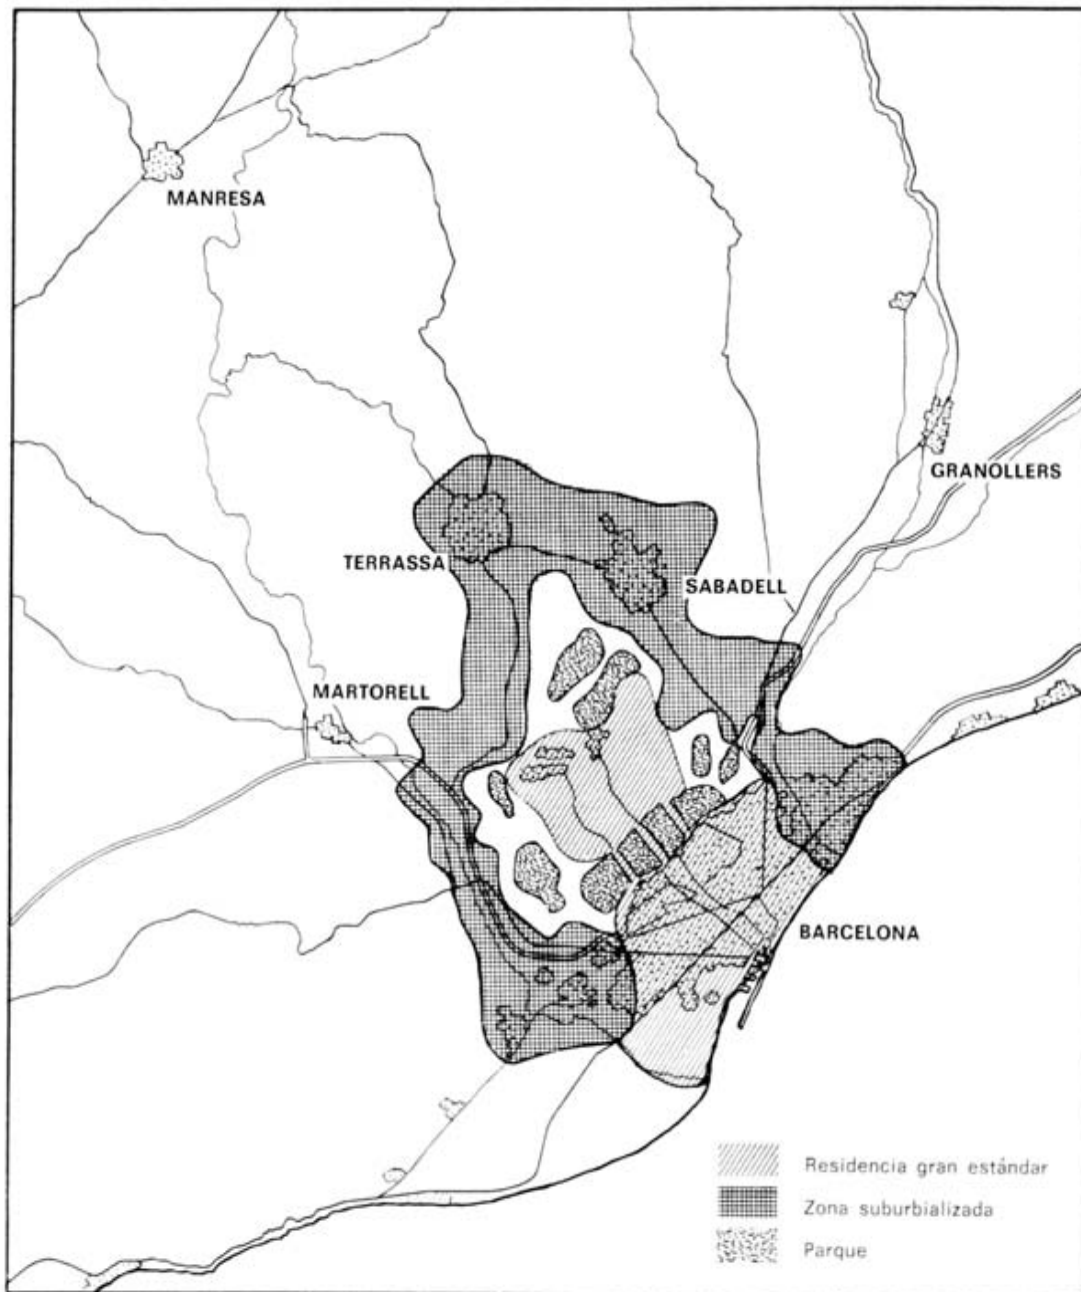 MANRESA
GRANOLLERS
TERRASSA
SABADELL
MARTORELL
BARCELONA
Residencia gran estándar
Zona suburbializada
Parque